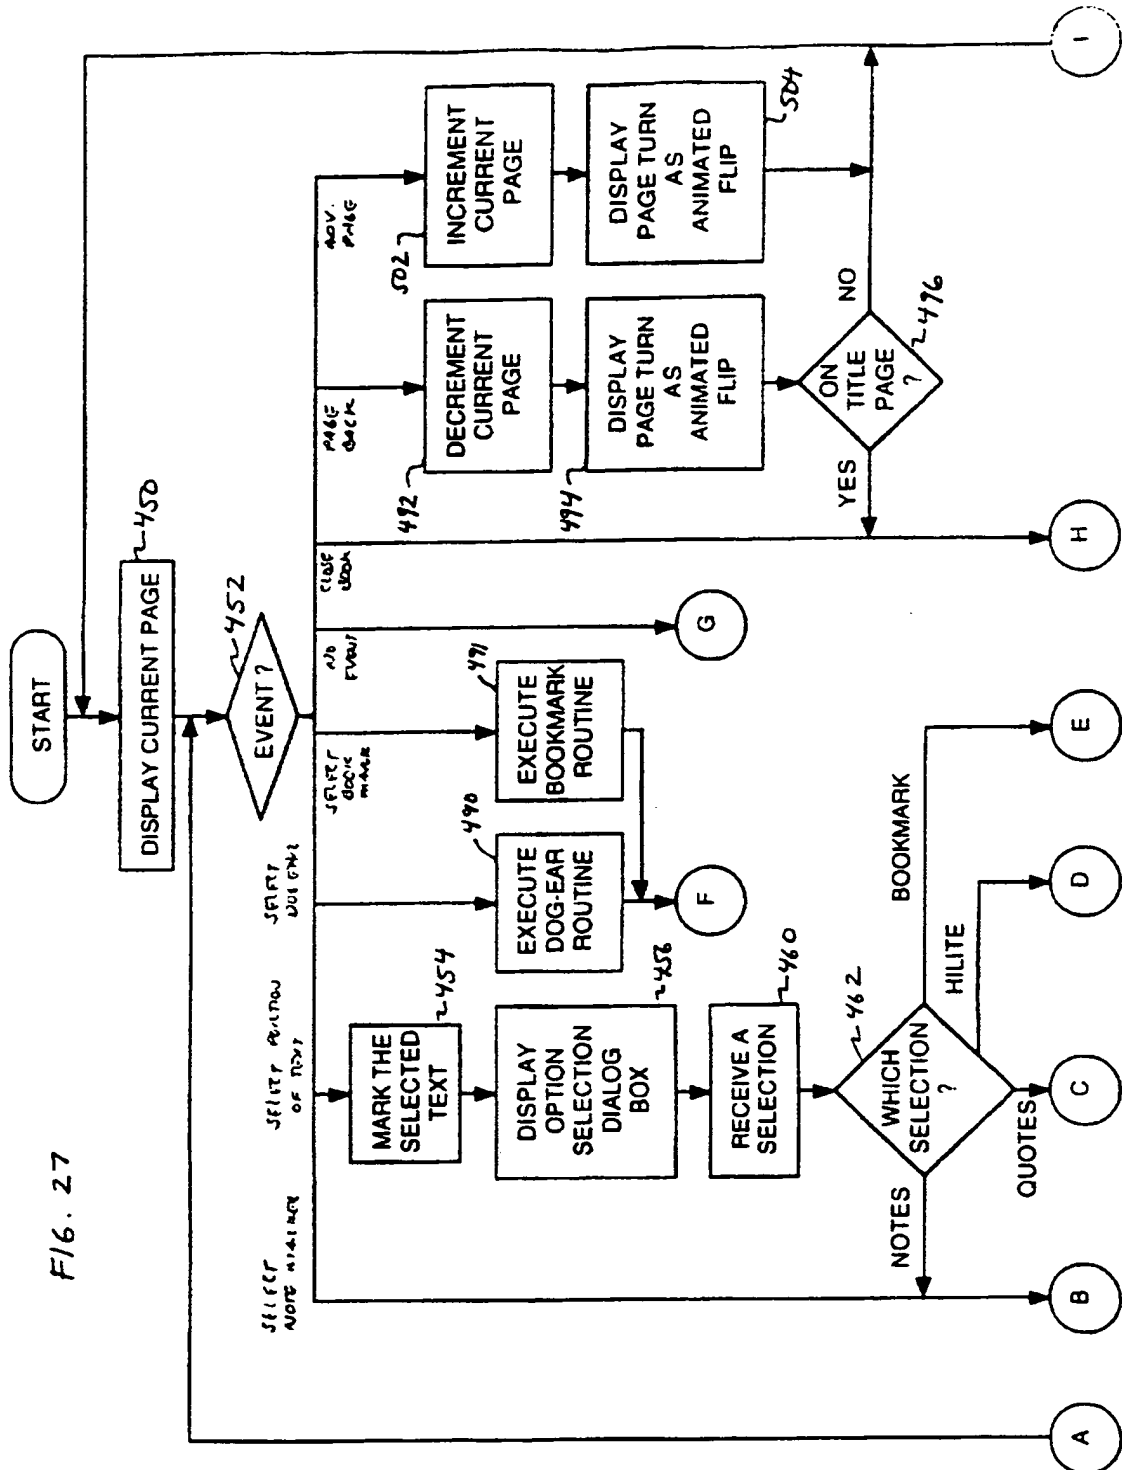 FIG. 27
START
DISPLAY CURRENT PAGE
450
EVENT ?
452
SELECT
NOTE MARKER
SELECT PORTION
OF TEXT
SELECT
DOG EAR
SELECT
BOOK
MARK
NO
EVENT
CLOSE
BOOK
PAGE
BACK
ADV.
PAGE
MARK THE
SELECTED
TEXT
454
DISPLAY
OPTION
SELECTION
DIALOG
BOX
RECEIVE A
SELECTION
460
WHICH
SELECTION
?
462
NOTES
QUOTES
HILITE
BOOKMARK
EXECUTE
DOG-EAR
ROUTINE
490
EXECUTE
BOOKMARK
ROUTINE
491
DECREMENT
CURRENT
PAGE
492
DISPLAY
PAGE TURN
AS
ANIMATED
FLIP
494
ON
TITLE
PAGE
?
496
YES
NO
INCREMENT
CURRENT
PAGE
502
DISPLAY
PAGE TURN
AS
ANIMATED
FLIP
504
A
B
C
D
E
F
G
H
I